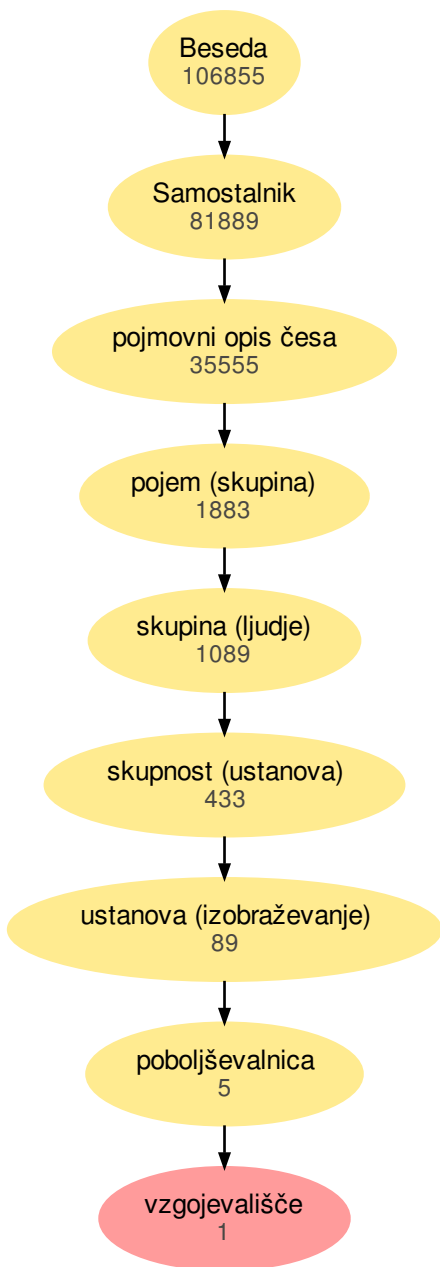 Beseda
106855
Samostalnik
81889
pojmovni opis česa
35555
pojem (skupina)
1883
skupina (ljudje)
1089
skupnost (ustanova)
433
ustanova (izobraževanje)
89
poboljševalnica
5
vzgojevališče
1